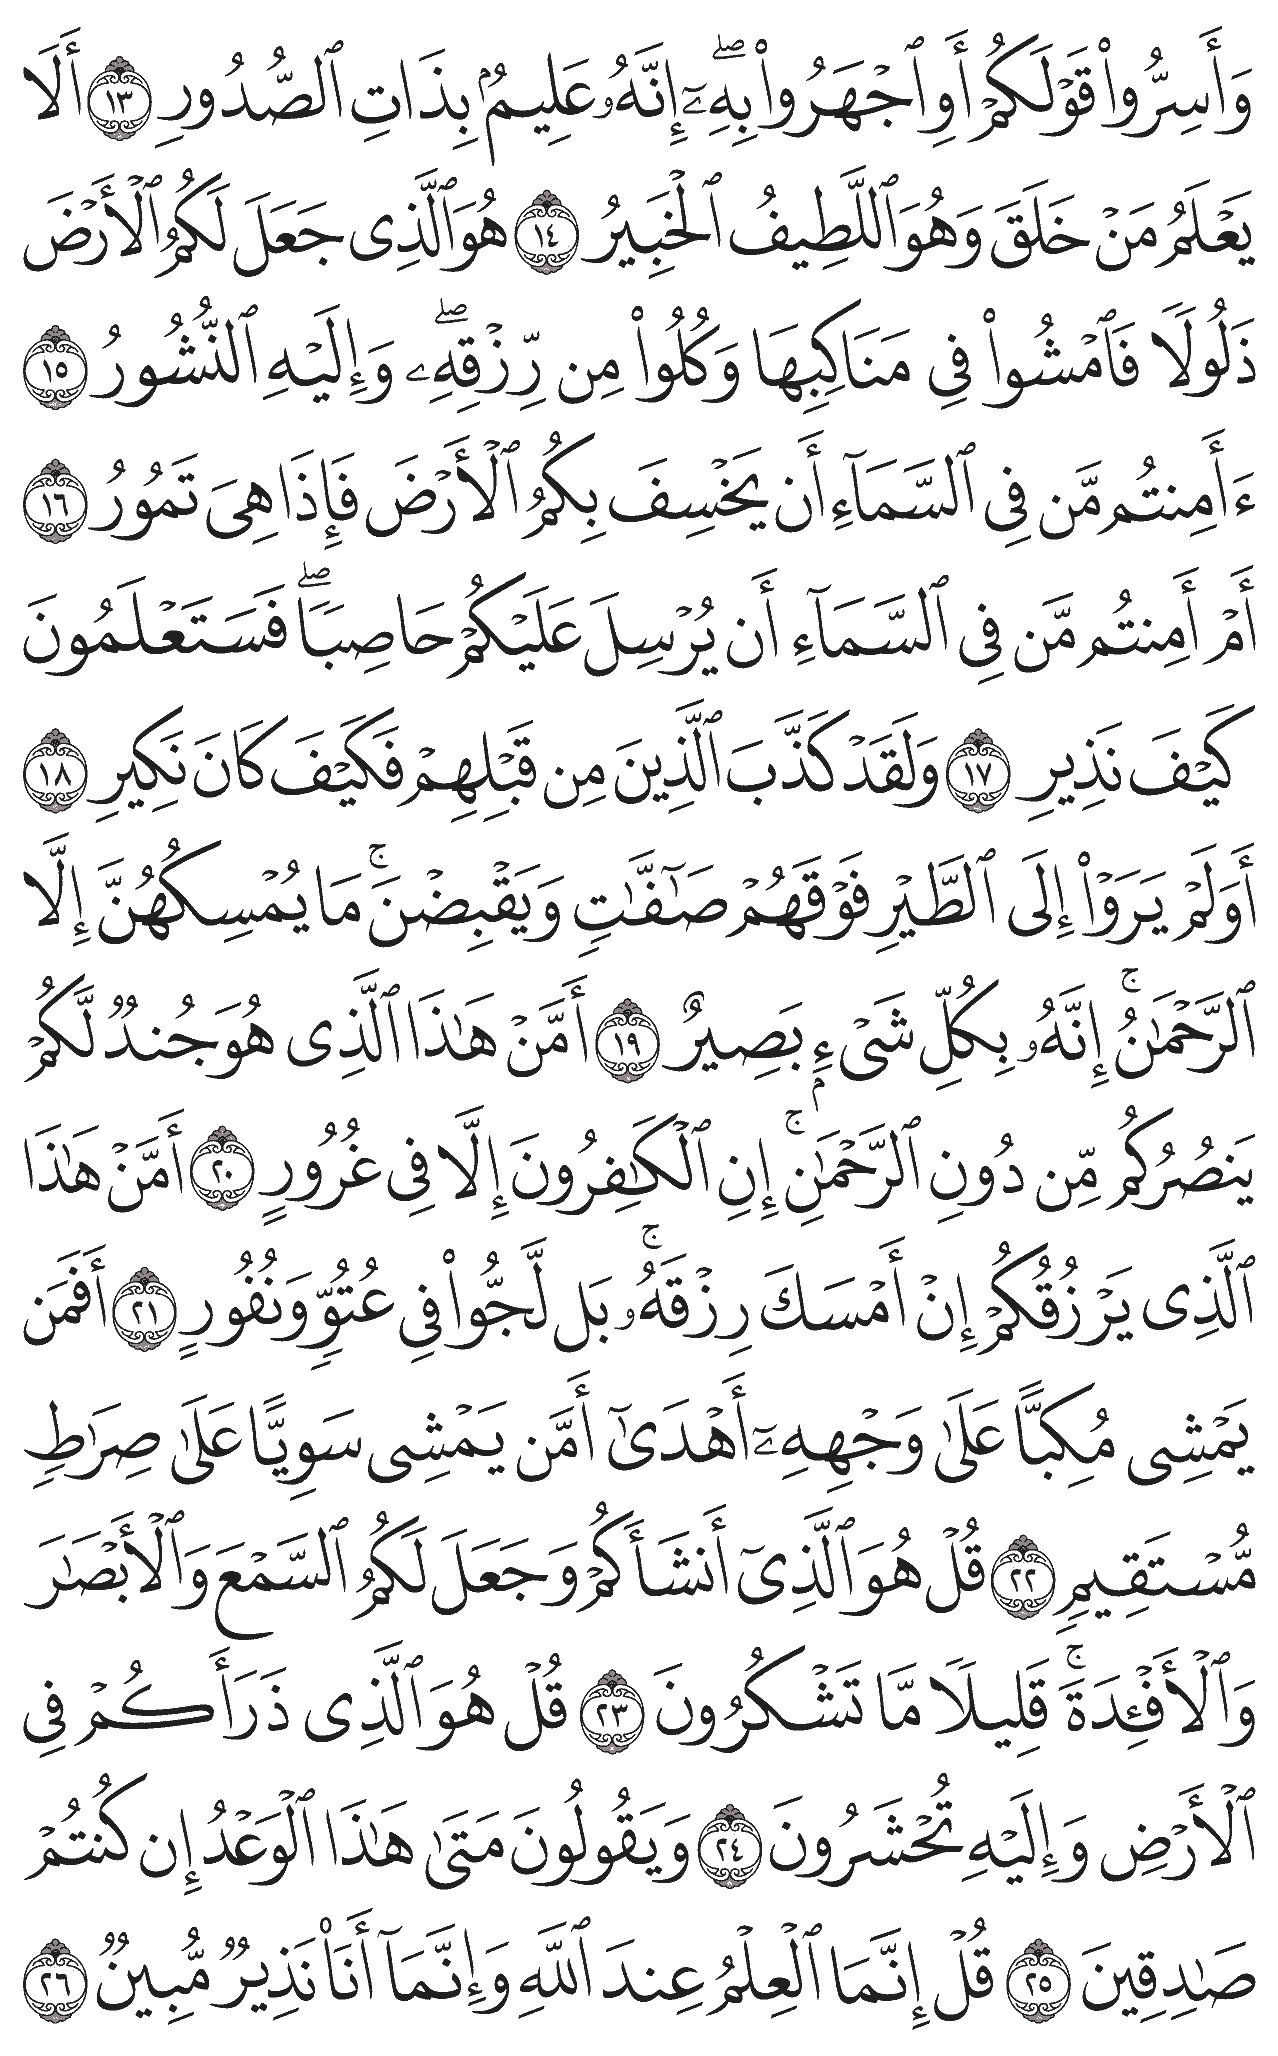 وَأَسِرُّوا۟ قَوْلَكُمْ أَوِ ٱجْهَرُوا۟ بِهِۦٓ ۖ إِنَّهُۥ عَلِيمٌۢ بِذَاتِ ٱلصُّدُورِ ١٣ أَلَا
يَعْلَمُ مَنْ خَلَقَ وَهُوَ ٱللَّطِيفُ ٱلْخَبِيرُ ١٤ هُوَ ٱلَّذِى جَعَلَ لَكُمُ ٱلْأَرْضَ
ذَلُولًا فَٱمْشُوا۟ فِى مَنَاكِبِهَا وَكُلُوا۟ مِن رِّزْقِهِۦ ۖ وَإِلَيْهِ ٱلنُّشُورُ ١٥
ءَأَمِنتُم مَّن فِى ٱلسَّمَآءِ أَن يَخْسِفَ بِكُمُ ٱلْأَرْضَ فَإِذَا هِىَ تَمُورُ ١٦
أَمْ أَمِنتُم مَّن فِى ٱلسَّمَآءِ أَن يُرْسِلَ عَلَيْكُمْ حَاصِبًا ۖ فَسَتَعْلَمُونَ
كَيْفَ نَذِيرِ ١٧ وَلَقَدْ كَذَّبَ ٱلَّذِينَ مِن قَبْلِهِمْ فَكَيْفَ كَانَ نَكِيرِ ١٨
أَوَلَمْ يَرَوْا۟ إِلَى ٱلطَّيْرِ فَوْقَهُمْ صَٰٓفَّٰتٍ وَيَقْبِضْنَ ۚ مَا يُمْسِكُهُنَّ إِلَّا
ٱلرَّحْمَٰنُ ۚ إِنَّهُۥ بِكُلِّ شَىْءٍۭ بَصِيرٌ ١٩ أَمَّنْ هَٰذَا ٱلَّذِى هُوَ جُندٌ لَّكُمْ
يَنصُرُكُم مِّن دُونِ ٱلرَّحْمَٰنِ ۚ إِنِ ٱلْكَٰفِرُونَ إِلَّا فِى غُرُورٍ ٢٠ أَمَّنْ هَٰذَا
ٱلَّذِى يَرْزُقُكُمْ إِنْ أَمْسَكَ رِزْقَهُۥ ۚ بَل لَّجُّوا۟ فِى عُتُوٍّ وَنُفُورٍ ٢١ أَفَمَن
يَمْشِى مُكِبًّا عَلَىٰ وَجْهِهِۦٓ أَهْدَىٰٓ أَمَّن يَمْشِى سَوِيًّا عَلَىٰ صِرَٰطٍ
مُّسْتَقِيمٍ ٢٢ قُلْ هُوَ ٱلَّذِىٓ أَنشَأَكُمْ وَجَعَلَ لَكُمُ ٱلسَّمْعَ وَٱلْأَبْصَٰرَ
وَٱلْأَفْـِٔدَةَ ۚ قَلِيلًا مَّا تَشْكُرُونَ ٢٣ قُلْ هُوَ ٱلَّذِى ذَرَأَكُمْ فِى
ٱلْأَرْضِ وَإِلَيْهِ تُحْشَرُونَ ٢٤ وَيَقُولُونَ مَتَىٰ هَٰذَا ٱلْوَعْدُ إِن كُنتُمْ
صَٰدِقِينَ ٢٥ قُلْ إِنَّمَا ٱلْعِلْمُ عِندَ ٱللَّهِ وَإِنَّمَآ أَنَا۠ نَذِيرٌ مُّبِينٌ ٢٦